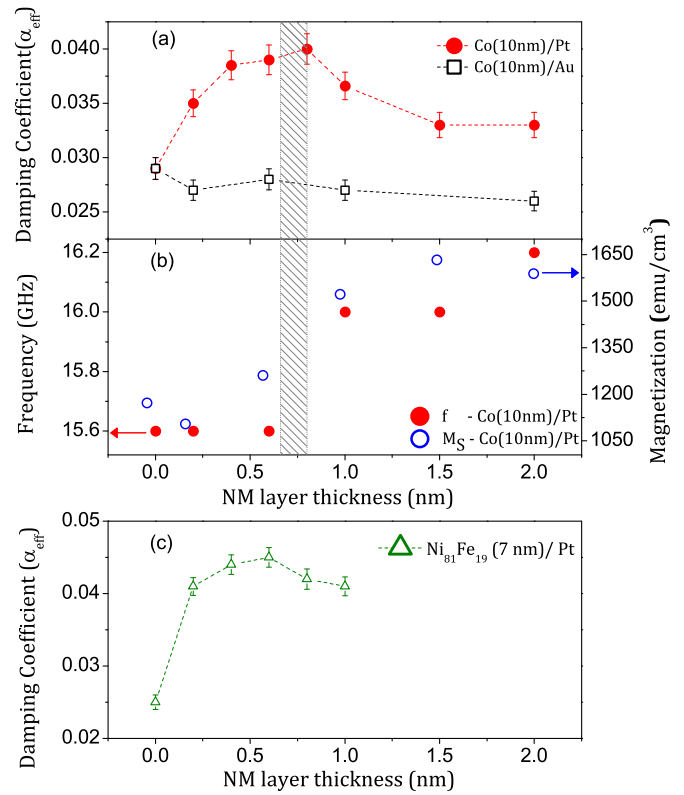 (a)
Co(10nm)/Pt
Co(10nm)/Au
Damping Coefficient(α_eff)
0.040
0.035
0.030
0.025
(b)
16.2
16.0
15.8
15.6
Frequency (GHz)
1650
1500
1350
1200
1050
Magnetization (emu/cm³)
f - Co(10nm)/Pt
M_S - Co(10nm)/Pt
0.0 0.5 1.0 1.5 2.0
NM layer thickness (nm)
(c)
Ni₈₁Fe₁₉ (7 nm)/ Pt
Damping Coefficient (α_eff)
0.05
0.04
0.03
0.02
0.0 0.5 1.0 1.5 2.0
NM layer thickness (nm)